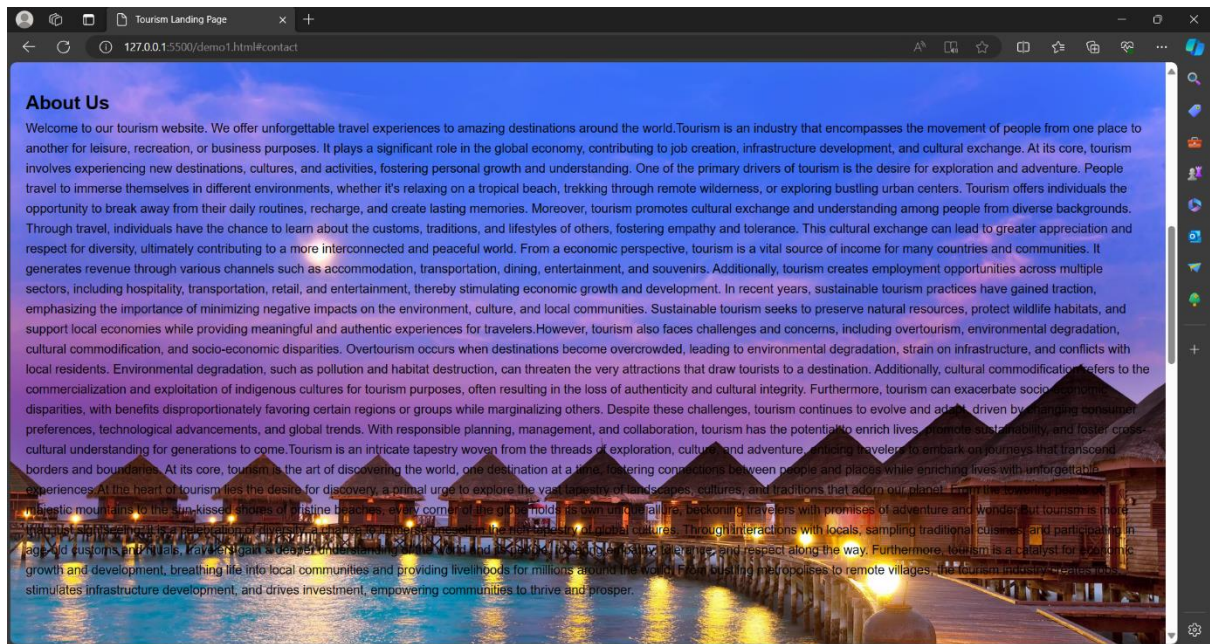 Tourism Landing Page
127.0.0.1:5500/demo1.html#contact
About Us
Welcome to our tourism website. We offer unforgettable travel experiences to amazing destinations around the world.Tourism is an industry that encompasses the movement of people from one place to
another for leisure, recreation, or business purposes. It plays a significant role in the global economy, contributing to job creation, infrastructure development, and cultural exchange. At its core, tourism
involves experiencing new destinations, cultures, and activities, fostering personal growth and understanding. One of the primary drivers of tourism is the desire for exploration and adventure. People
travel to immerse themselves in different environments, whether it's relaxing on a tropical beach, trekking through remote wilderness, or exploring bustling urban centers. Tourism offers individuals the
opportunity to break away from their daily routines, recharge, and create lasting memories. Moreover, tourism promotes cultural exchange and understanding among people from diverse backgrounds.
Through travel, individuals have the chance to learn about the customs, traditions, and lifestyles of others, fostering empathy and tolerance. This cultural exchange can lead to greater appreciation and
respect for diversity, ultimately contributing to a more interconnected and peaceful world. From a economic perspective, tourism is a vital source of income for many countries and communities. It
generates revenue through various channels such as accommodation, transportation, dining, entertainment, and souvenirs. Additionally, tourism creates employment opportunities across multiple
sectors, including hospitality, transportation, retail, and entertainment, thereby stimulating economic growth and development. In recent years, sustainable tourism practices have gained traction,
emphasizing the importance of minimizing negative impacts on the environment, culture, and local communities. Sustainable tourism seeks to preserve natural resources, protect wildlife habitats, and
support local economies while providing meaningful and authentic experiences for travelers.However, tourism also faces challenges and concerns, including overtourism, environmental degradation,
cultural commodification, and socio-economic disparities. Overtourism occurs when destinations become overcrowded, leading to environmental degradation, strain on infrastructure, and conflicts with
local residents. Environmental degradation, such as pollution and habitat destruction, can threaten the very attractions that draw tourists to a destination. Additionally, cultural commodification refers to the
commercialization and exploitation of indigenous cultures for tourism purposes, often resulting in the loss of authenticity and cultural integrity. Furthermore, tourism can exacerbate socio-economic
disparities, with benefits disproportionately favoring certain regions or groups while marginalizing others. Despite these challenges, tourism continues to evolve and adapt, driven by changing consumer
preferences, technological advancements, and global trends. With responsible planning, management, and collaboration, tourism has the potential to enrich lives, promote sustainability, and foster cross-
cultural understanding for generations to come.Tourism is an intricate tapestry woven from the threads of exploration, culture, and adventure, enticing travelers to embark on journeys that transcend
borders and boundaries. At its core, tourism is the art of discovering the world, one destination at a time, fostering connections between people and places while enriching lives with unforgettable
experiences.At the heart of tourism lies the desire for discovery, a primal urge to explore the vast tapestry of landscapes, cultures, and traditions that adorn our planet. From the towering peaks of
majestic mountains to the sun-kissed shores of pristine beaches, every corner of the globe holds its own unique allure, beckoning travelers with promises of adventure and wonder.But tourism is more
than just sightseeing; it is a celebration of diversity, tapestry of global cultures. Through interactions with locals, sampling traditional cuisines, and participating in
age-old customs and rituals, travelers gain a deeper understanding of the world and its people, fostering empathy, tolerance, and respect along the way. Furthermore, tourism is a catalyst for economic
growth and development, breathing life into local communities and providing livelihoods for millions around the world. From bustling metropolises to remote villages, the tourism industry creates jobs,
stimulates infrastructure development, and drives investment, empowering communities to thrive and prosper.